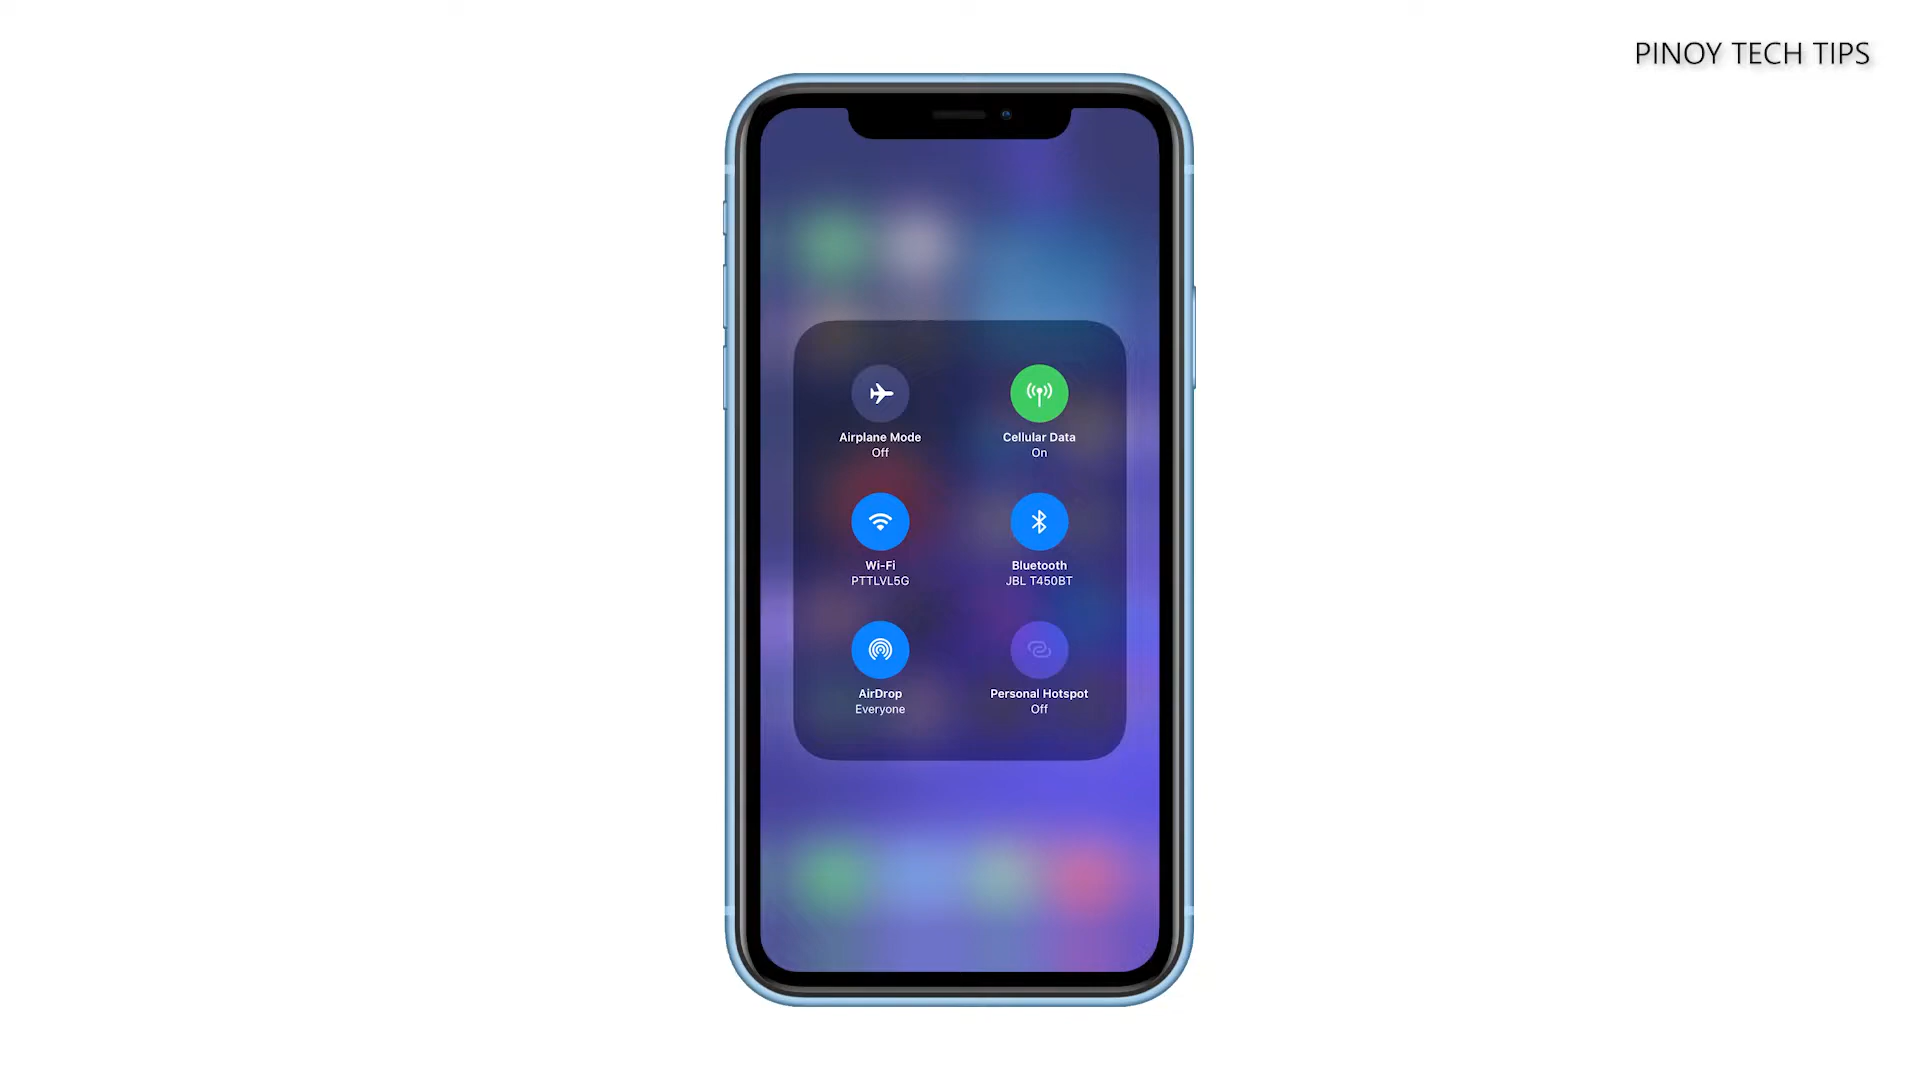 PINOY TECH TIPS
Airplane Mode
Off
Cellular Data
On
Wi-Fi
PTTLVL5G
Bluetooth
JBL T450BT
AirDrop
Everyone
Personal Hotspot
Off